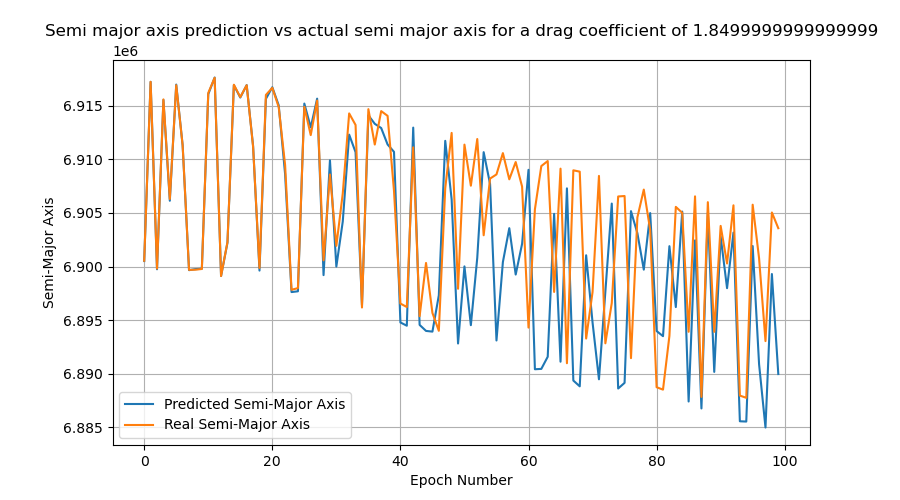 Semi major axis prediction vs actual semi major axis for a drag coefficient of 1.8499999999999999
1e6
6.915
6.910
6.905
6.900
6.895
6.890
6.885
Semi-Major Axis
Predicted Semi-Major Axis
Real Semi-Major Axis
0 20 40 60 80 100
Epoch Number